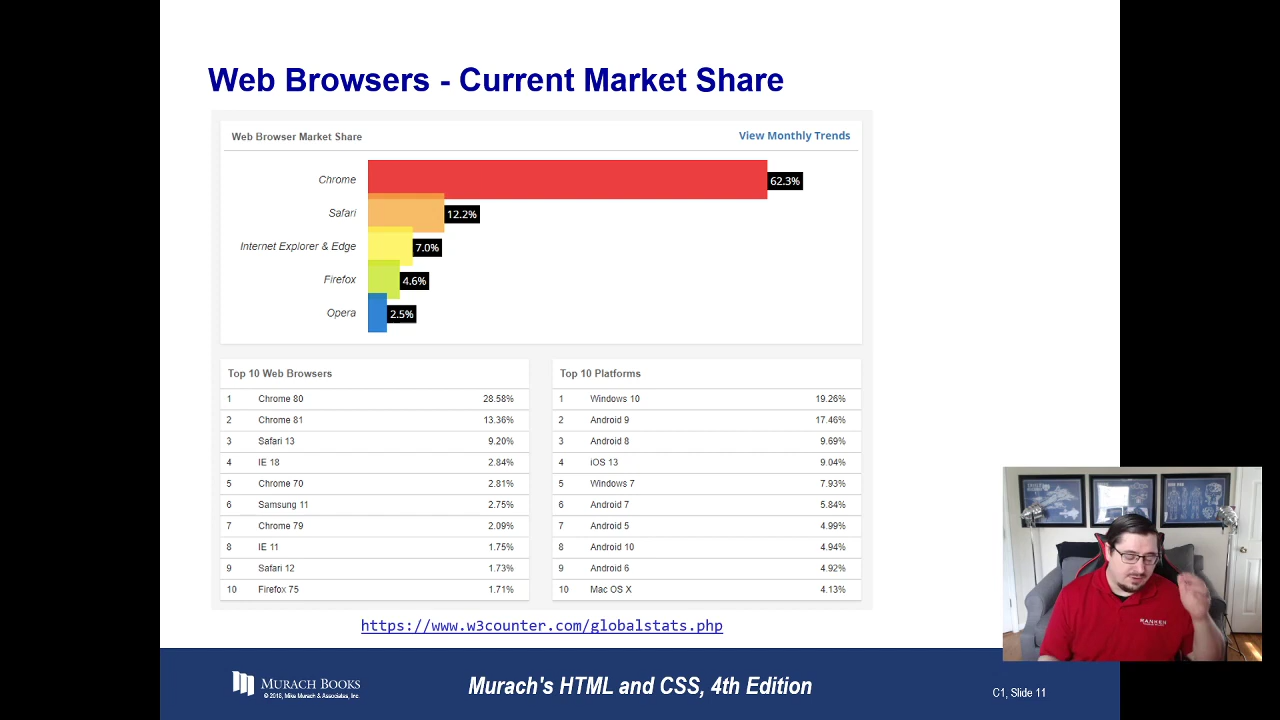 Web Browsers - Current Market Share
Web Browser Market Share
View Monthly Trends
Chrome 62.3%
Safari 12.2%
Internet Explorer & Edge 7.0%
Firefox 4.6%
Opera 2.5%
Top 10 Web Browsers
1 Chrome 80 28.58%
2 Chrome 81 13.36%
3 Safari 13 9.20%
4 IE 18 2.84%
5 Chrome 70 2.81%
6 Samsung 11 2.75%
7 Chrome 79 2.09%
8 IE 11 1.75%
9 Safari 12 1.73%
10 Firefox 75 1.71%
Top 10 Platforms
1 Windows 10 19.26%
2 Android 9 17.46%
3 Android 8 9.69%
4 iOS 13 9.04%
5 Windows 7 7.93%
6 Android 7 5.84%
7 Android 5 4.99%
8 Android 10 4.94%
9 Android 6 4.92%
10 Mac OS X 4.13%
https://www.w3counter.com/globalstats.php
RANKEN
MURACH BOOKS
© 2018, Mike Murach & Associates, Inc.
Murach's HTML and CSS, 4th Edition
C1, Slide 11